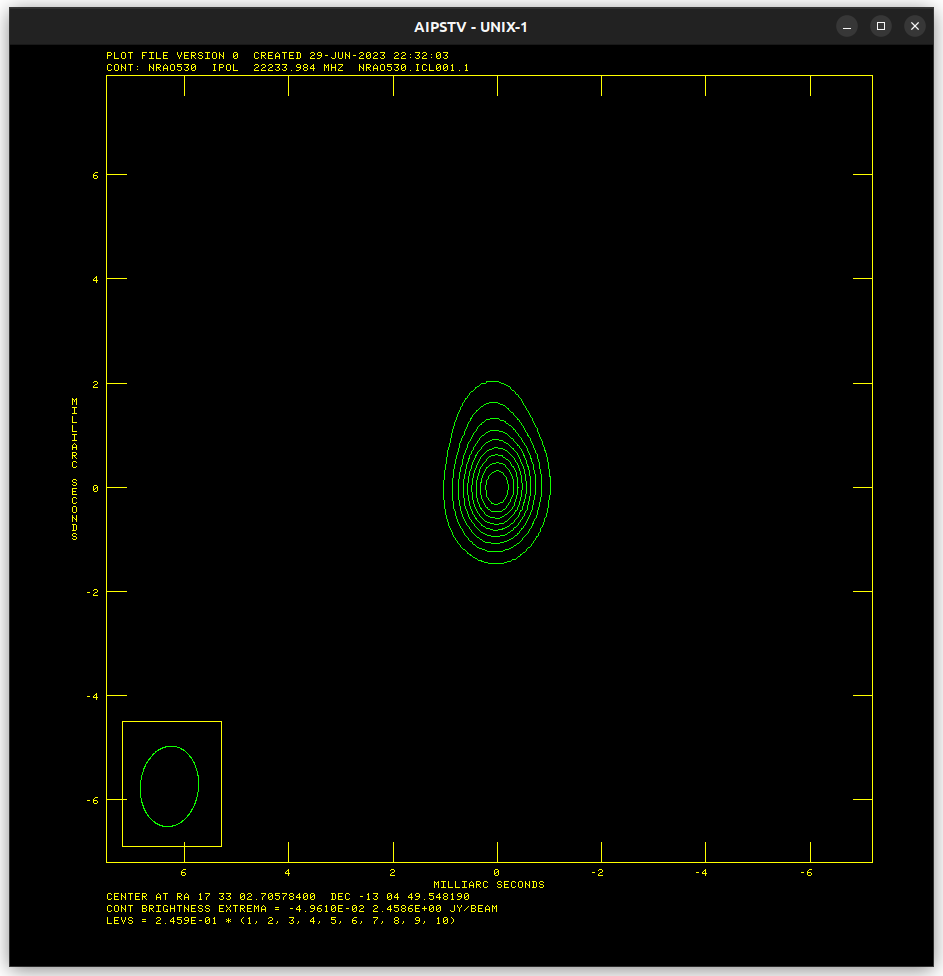 AIPSTV - UNIX-1
PLOT FILE VERSION 0  CREATED 29-JUN-2023 22:32:03
CONT: NRAO530  IPOL  22233.984 MHZ  NRAO530.ICL001.1
6
4
2
0
-2
-4
-6
MILLIARC SECONDS
6
4
2
0
-2
-4
-6
MILLIARC SECONDS
CENTER AT RA 17 33 02.70578400  DEC -13 04 49.548190
CONT BRIGHTNESS EXTREMA = -4.9610E-02 2.4586E+00 JY/BEAM
LEVS = 2.459E-01 * (1, 2, 3, 4, 5, 6, 7, 8, 9, 10)